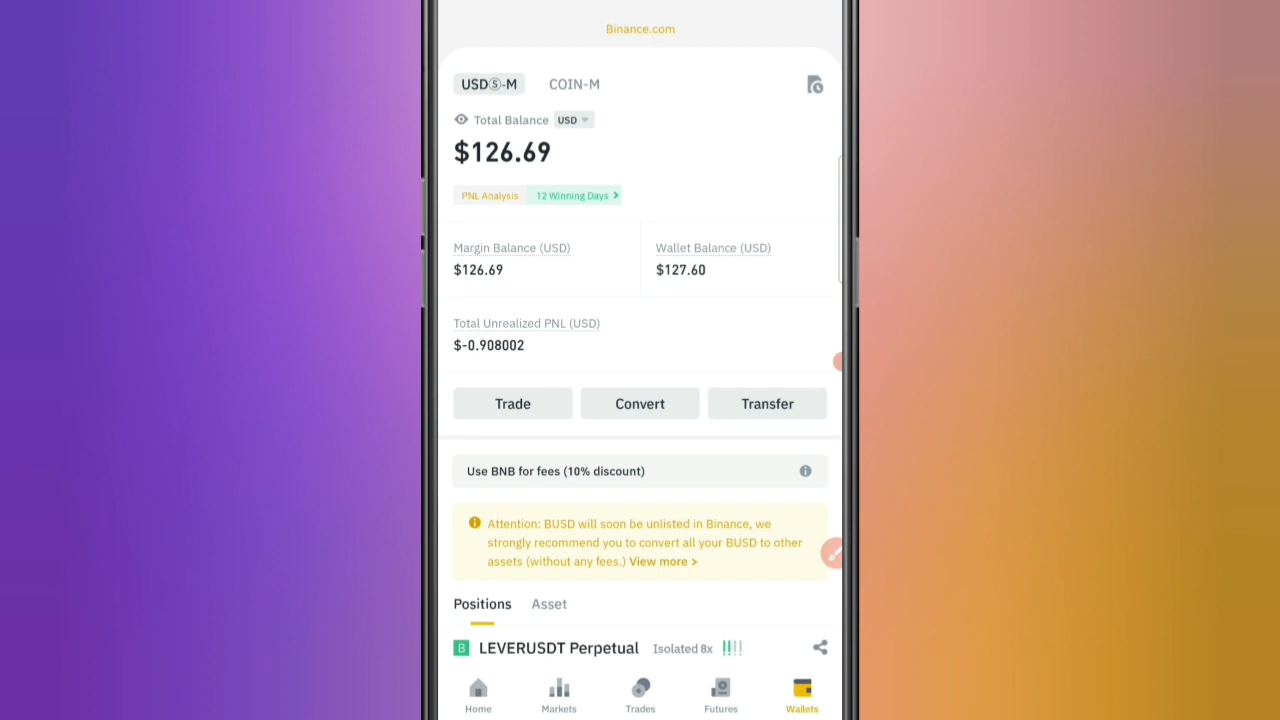 Binance.com
USDⓈ-M COIN-M
Total Balance USD
$126.69
PNL Analysis 12 Winning Days >
Margin Balance (USD) Wallet Balance (USD)
$126.69 $127.60
Total Unrealized PNL (USD)
$-0.908002
Trade Convert Transfer
Use BNB for fees (10% discount)
Attention: BUSD will soon be unlisted in Binance, we
strongly recommend you to convert all your BUSD to other
assets (without any fees.) View more >
Positions Asset
B LEVERUSDT Perpetual Isolated 8x
Home Markets Trades Futures Wallets